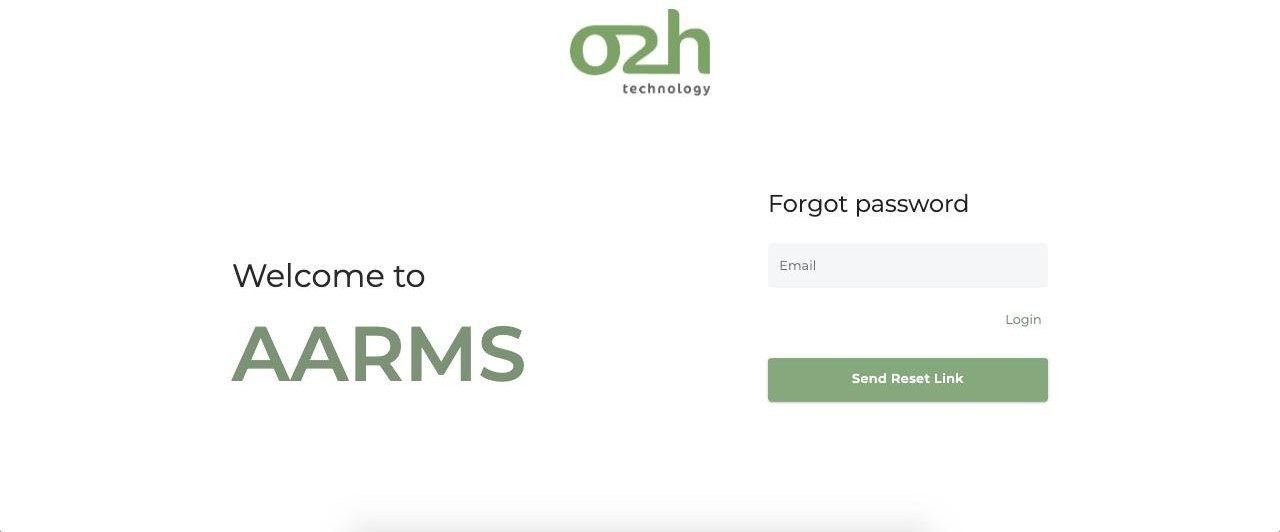 o2h
technology
Welcome to
AARMS
Forgot password
Email
Login
Send Reset Link